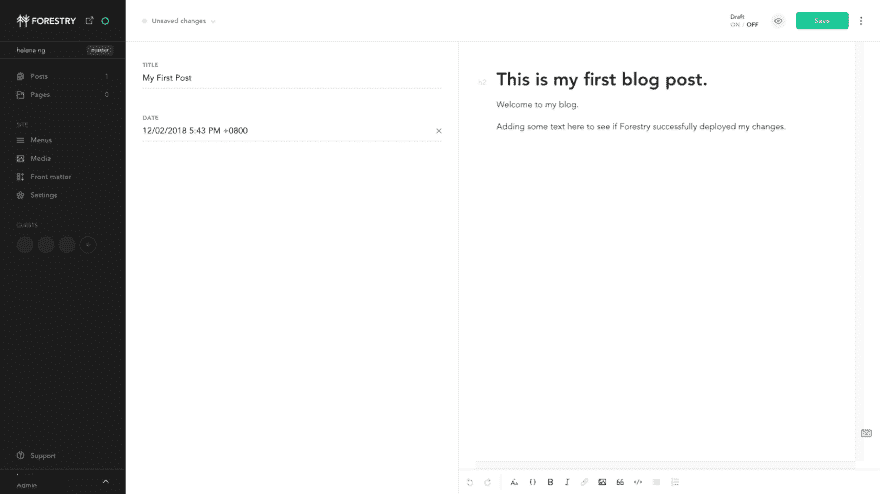 FORESTRY
helena ng
master
Posts 1
Pages 0
SITE
Menus
Media
Front matter
Settings
GUESTS
+
Support
Admin
Unsaved changes
Draft
ON / OFF
Save
TITLE
My First Post
DATE
12/02/2018 5:43 PM +0800
This is my first blog post.
Welcome to my blog.
Adding some text here to see if Forestry successfully deployed my changes.